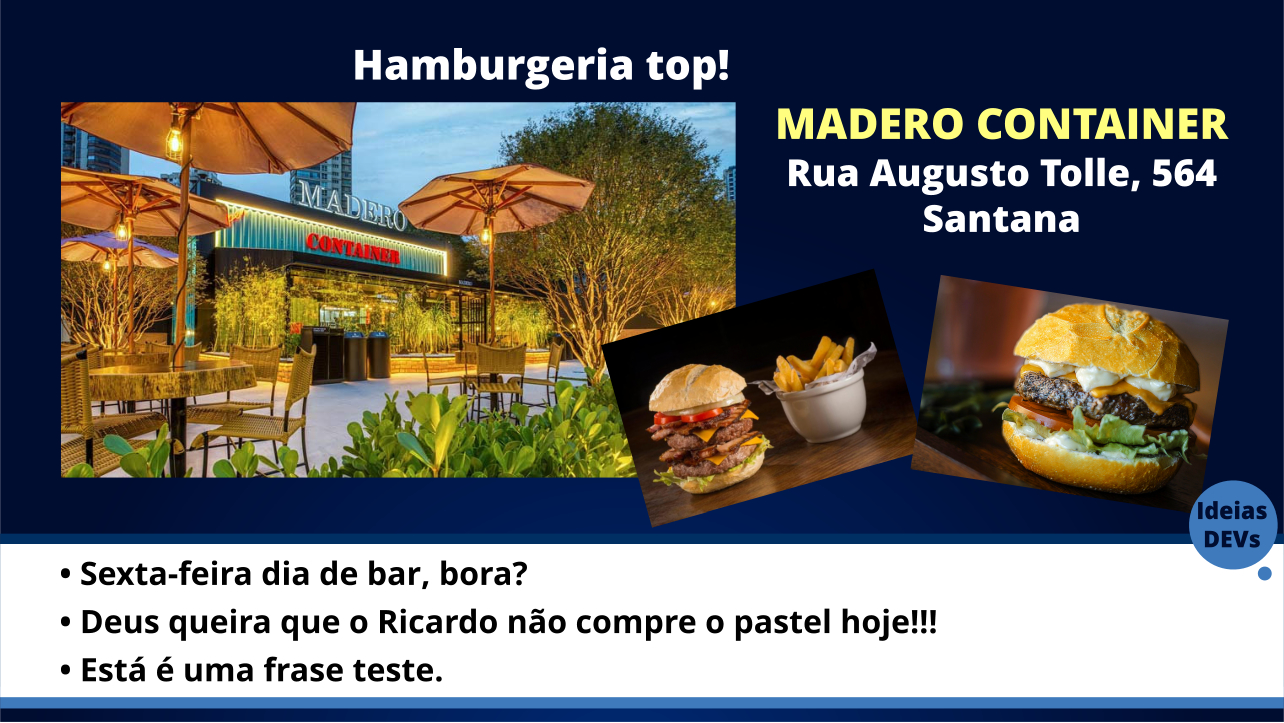 Hamburgeria top!
MADERO
CONTAINER
MADERO CONTAINER
Rua Augusto Tolle, 564
Santana
Ideias
DEVs
• Sexta-feira dia de bar, bora?
• Deus queira que o Ricardo não compre o pastel hoje!!!
• Está é uma frase teste.